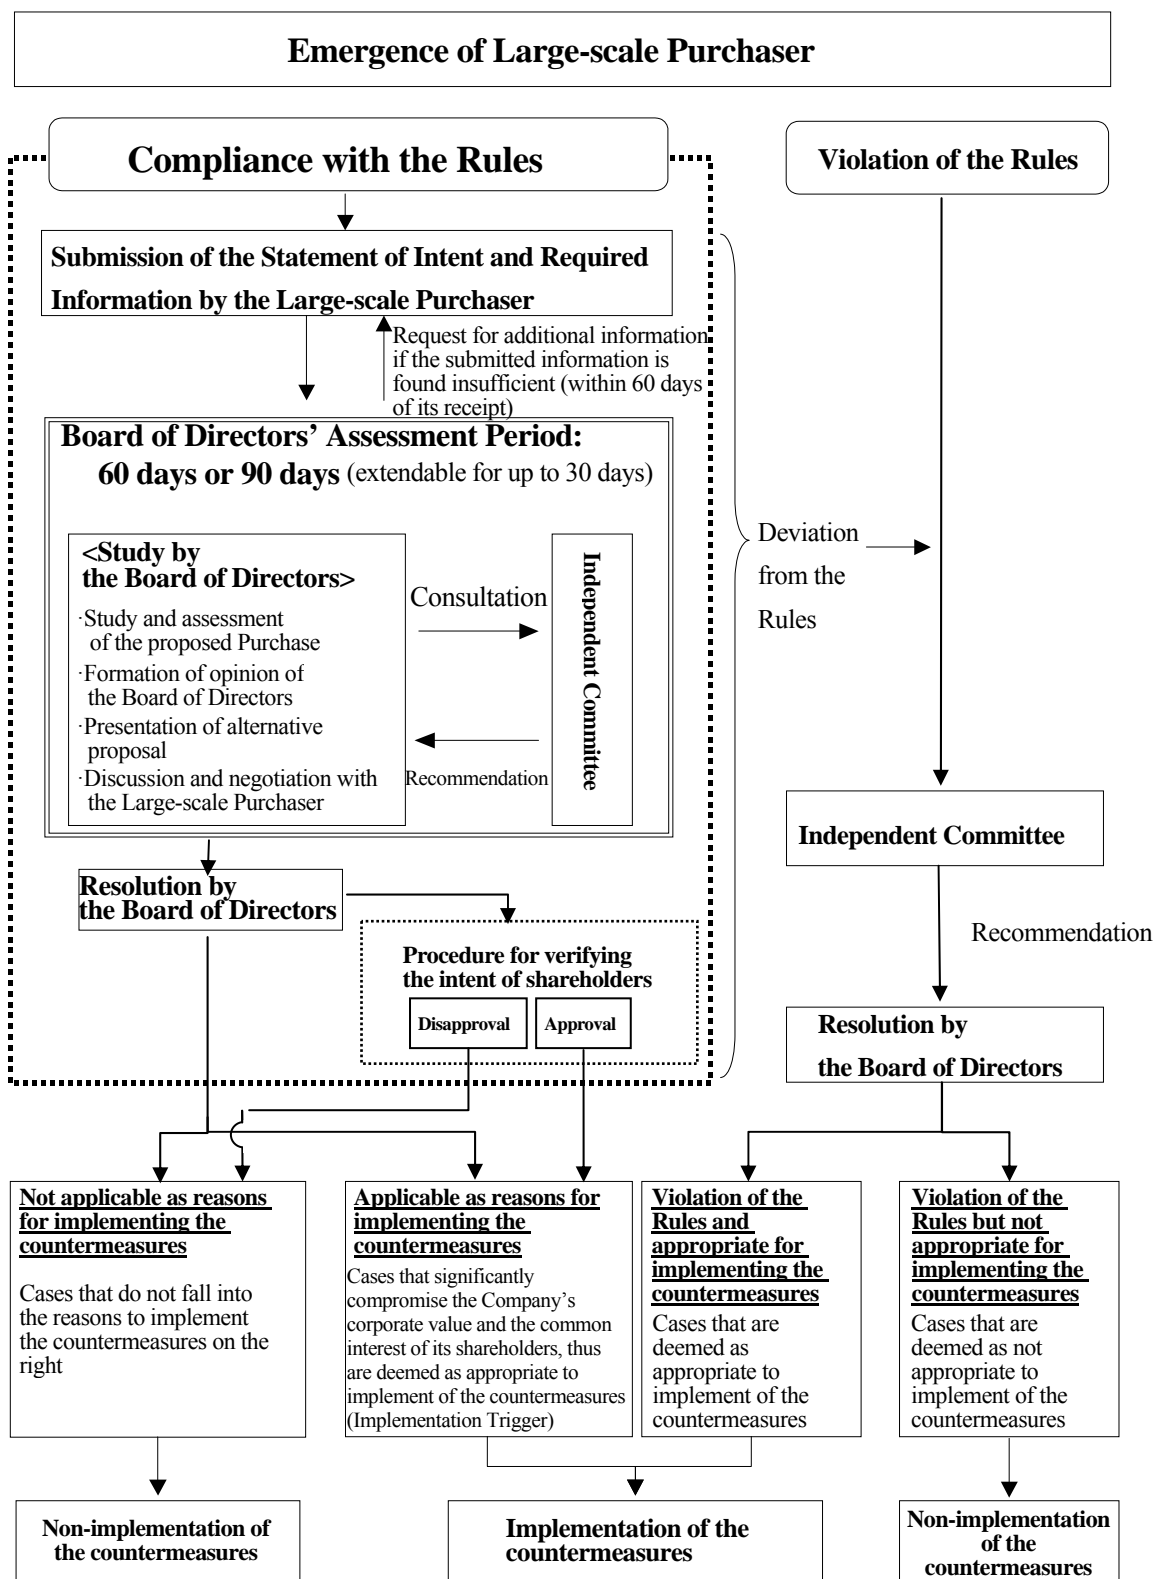 Emergence of Large-scale Purchaser
Compliance with the Rules
Violation of the Rules
Submission of the Statement of Intent and Required
Information by the Large-scale Purchaser
Request for additional information
if the submitted information is
found insufficient (within 60 days
of its receipt)
Board of Directors' Assessment Period:
60 days or 90 days (extendable for up to 30 days)
<Study by
the Board of Directors>
·Study and assessment
of the proposed Purchase
·Formation of opinion of
the Board of Directors
·Presentation of alternative
proposal
·Discussion and negotiation with
the Large-scale Purchaser
Consultation
Recommendation
Independent Committee
Deviation
from the
Rules
Independent Committee
Recommendation
Resolution by
the Board of Directors
Resolution by
the Board of Directors
Procedure for verifying
the intent of shareholders
Disapproval
Approval
Not applicable as reasons
for implementing the
countermeasures
Cases that do not fall into
the reasons to implement
the countermeasures on the
right
Applicable as reasons for
implementing the
countermeasures
Cases that significantly
compromise the Company's
corporate value and the common
interest of its shareholders, thus
are deemed as appropriate to
implement of the countermeasures
(Implementation Trigger)
Violation of the
Rules and
appropriate for
implementing the
countermeasures
Cases that are
deemed as
appropriate to
implement of the
countermeasures
Violation of the
Rules but not
appropriate for
implementing the
countermeasures
Cases that are
deemed as not
appropriate to
implement of the
countermeasures
Non-implementation of
the countermeasures
Implementation of the
countermeasures
Non-implementation
of the
countermeasures